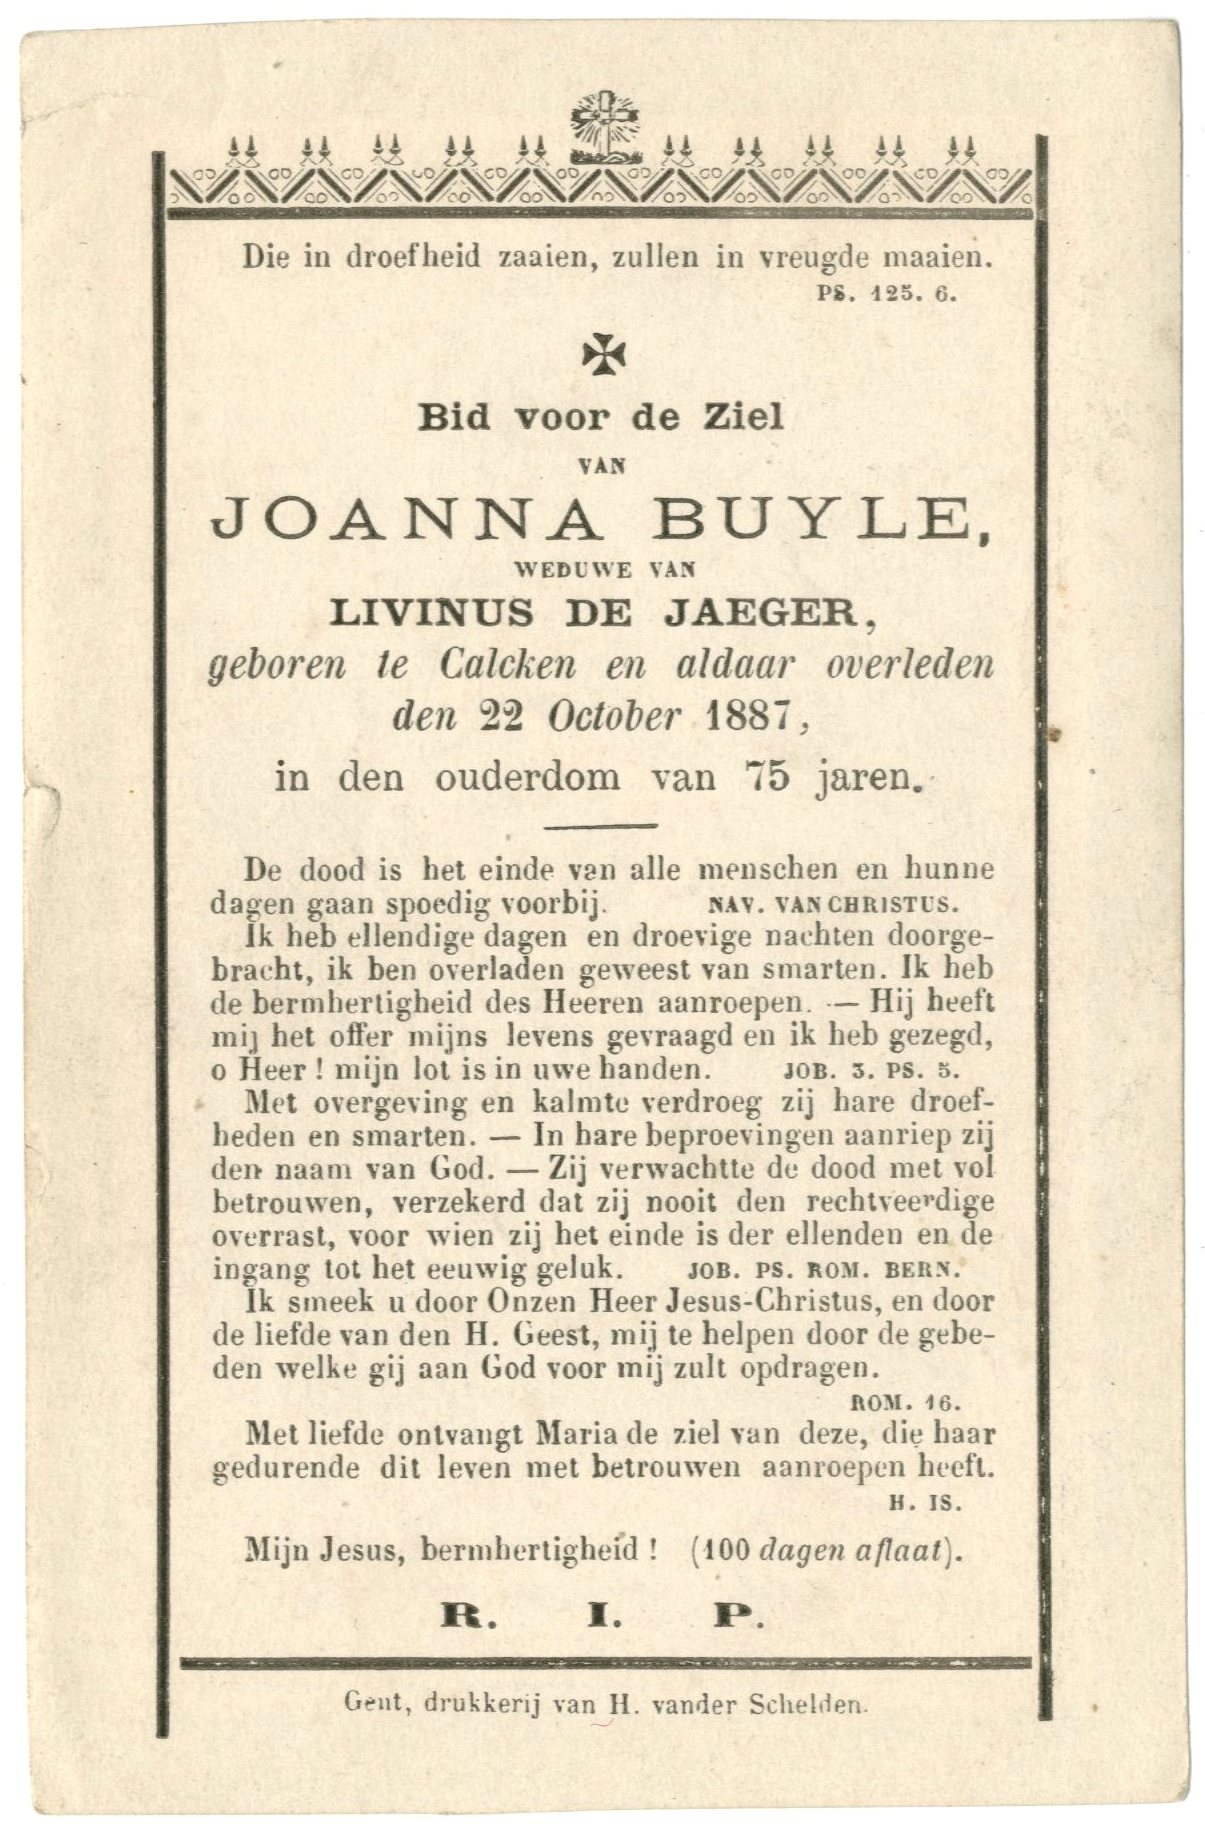 Die in droefheid zaaien, zullen in vreugde maaien.
PS. 125. 6.
Bid voor de Ziel
VAN
JOANNA BUYLE,
WEDUWE VAN
LIVINUS DE JAEGER,
geboren te Calcken en aldaar overleden
den 22 October 1887,
in den ouderdom van 75 jaren.
De dood is het einde van alle menschen en hunne
dagen gaan spoedig voorbij. NAV. VAN CHRISTUS.
Ik heb ellendige dagen en droevige nachten doorge-
bracht, ik ben overladen geweest van smarten. Ik heb
de bermhertigheid des Heeren aanroepen. — Hij heeft
mij het offer mijns levens gevraagd en ik heb gezegd,
o Heer ! mijn lot is in uwe handen. JOB. 3. PS. 5.
Met overgeving en kalmte verdroeg zij hare droef-
heden en smarten. — In hare beproevingen aanriep zij
den naam van God. — Zij verwachtte de dood met vol
betrouwen, verzekerd dat zij nooit den rechtveerdige
overrast, voor wien zij het einde is der ellenden en de
ingang tot het eeuwig geluk. JOB. PS. ROM. BERN.
Ik smeek u door Onzen Heer Jesus-Christus, en door
de liefde van den H. Geest, mij te helpen door de gebe-
den welke gij aan God voor mij zult opdragen.
ROM. 16.
Met liefde ontvangt Maria de ziel van deze, die haar
gedurende dit leven met betrouwen aanroepen heeft.
H. IS.
Mijn Jesus, bermhertigheid ! (100 dagen aflaat).
R. I. P.
Gent, drukkerij van H. vander Schelden.